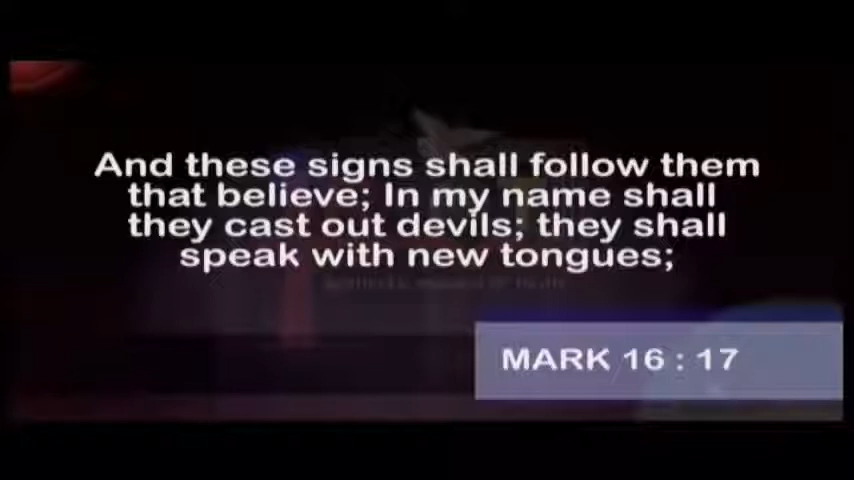 And these signs shall follow them
that believe; In my name shall
they cast out devils; they shall
speak with new tongues;
MARK 16 : 17